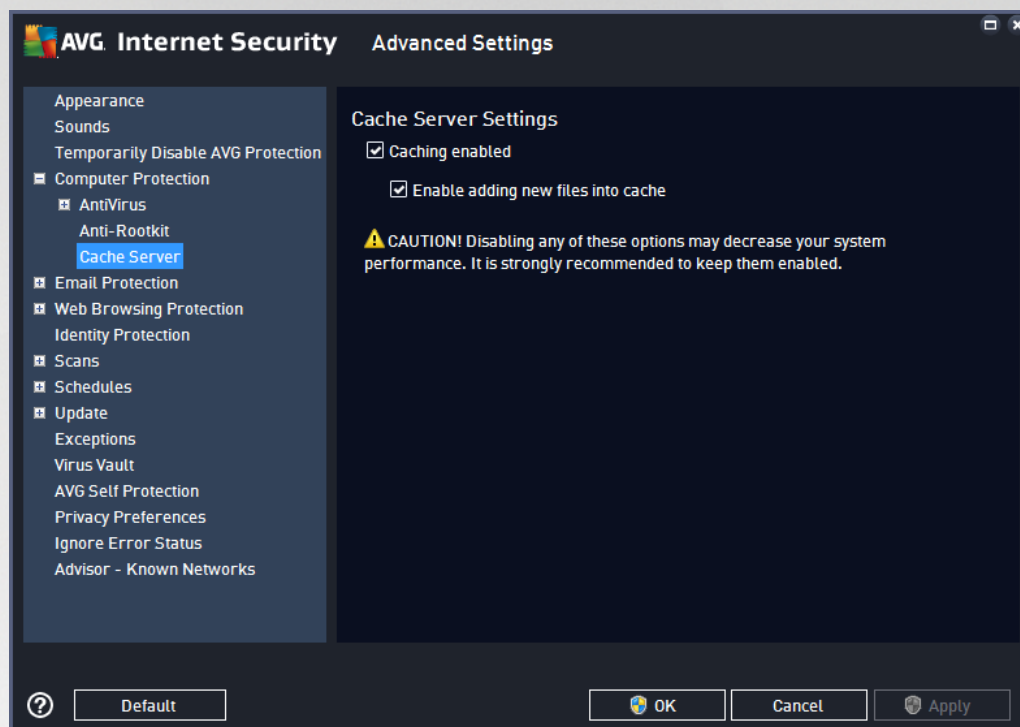 AVG. Internet Security Advanced Settings
Appearance
Sounds
Temporarily Disable AVG Protection
Computer Protection
AntiVirus
Anti-Rootkit
Cache Server
Email Protection
Web Browsing Protection
Identity Protection
Scans
Schedules
Update
Exceptions
Virus Vault
AVG Self Protection
Privacy Preferences
Ignore Error Status
Advisor - Known Networks
Cache Server Settings
Caching enabled
Enable adding new files into cache
CAUTION! Disabling any of these options may decrease your system
performance. It is strongly recommended to keep them enabled.
? Default OK Cancel Apply